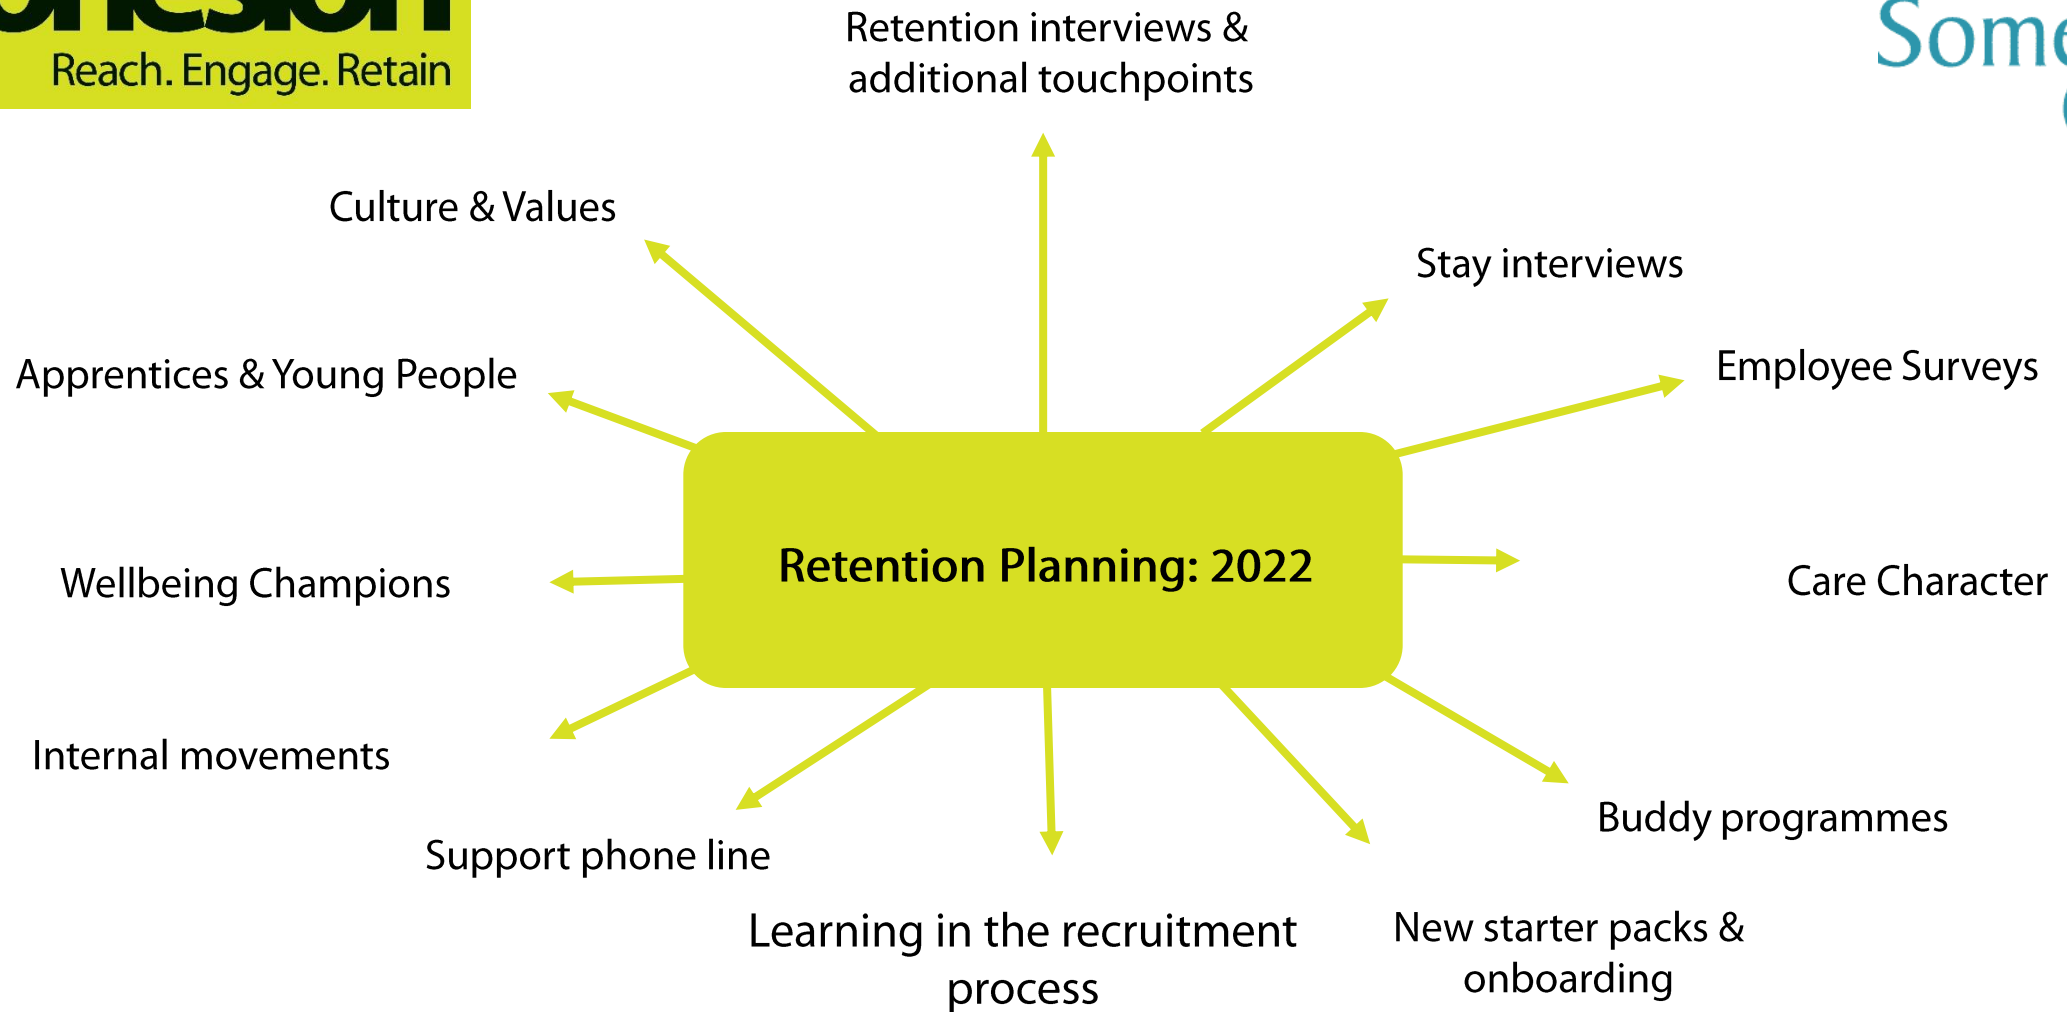 Reach. Engage. Retain
Retention interviews &
additional touchpoints
Culture & Values
Stay interviews
Apprentices & Young People
Employee Surveys
Retention Planning: 2022
Wellbeing Champions
Care Character
Internal movements
Buddy programmes
Support phone line
Learning in the recruitment
process
New starter packs &
onboarding